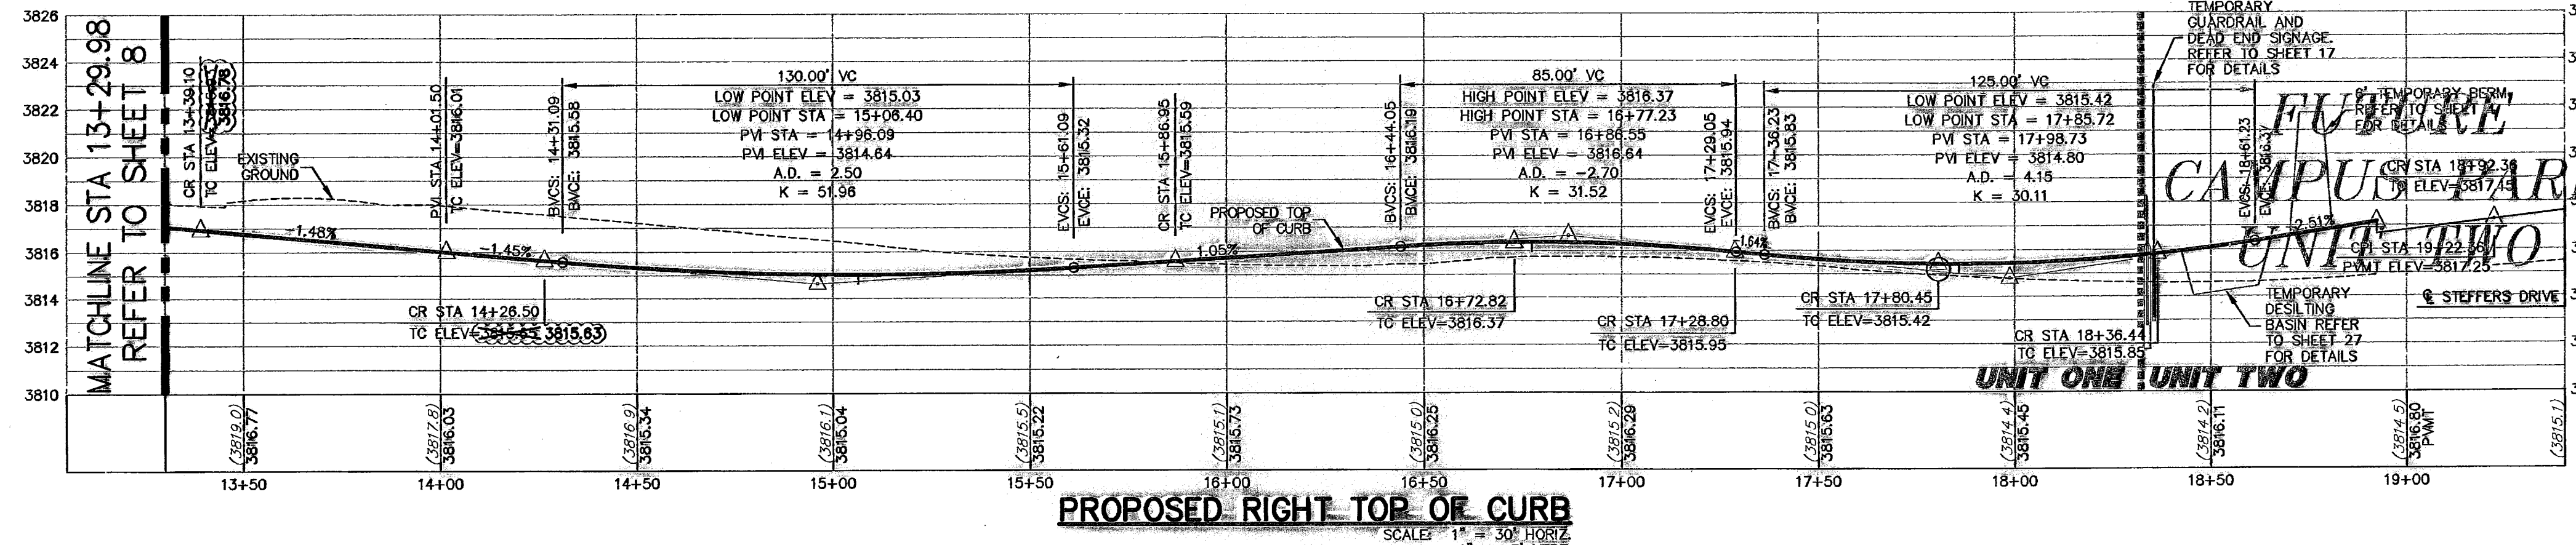 3826
3824
3822
3820
3818
3816
3814
3812
3810
MATCHLINE STA 13+29.98
REFER TO SHEET 8
CR STA 13+39.10
TC ELEV=
3816.78
EXISTING
GROUND
~1.48%
PVI STA 14+01.50
TC ELEV=3816.01
~1.45%
CR STA 14+26.50
TC ELEV=3815.85 3815.63
BVCS: 14+31.09
BVCE: 3815.58
130.00' VC
LOW POINT ELEV = 3815.03
LOW POINT STA = 15+06.40
PVI STA = 14+96.09
PVI ELEV = 3814.64
A.D. = 2.50
K = 51.96
EVCS: 15+61.09
EVCE: 3815.32
CR STA 15+86.95
TC ELEV=3815.59
1.05%
PROPOSED TOP
OF CURB
BVCS: 16+44.05
BVCE: 3816.19
85.00' VC
HIGH POINT ELEV = 3816.37
HIGH POINT STA = 16+77.23
PVI STA = 16+86.55
PVI ELEV = 3816.64
A.D. = -2.70
K = 31.52
CR STA 16+72.82
TC ELEV=3816.37
EVCS: 17+29.05
EVCE: 3815.94
CR STA 17+28.80
TC ELEV=3815.95
-1.64%
BVCS: 17+36.23
BVCE: 3815.83
125.00' VC
LOW POINT ELEV = 3815.42
LOW POINT STA = 17+85.72
PVI STA = 17+98.73
PVI ELEV = 3814.80
A.D. = 4.15
K = 30.11
CR STA 17+80.45
TC ELEV=3815.42
TEMPORARY
GUARDRAIL AND
DEAD END SIGNAGE.
REFER TO SHEET 17
FOR DETAILS
CR STA 18+36.44
TC ELEV=3815.85
UNIT ONE UNIT TWO
EVCS: 18+61.23
EVCE: 3816.37
6' TEMPORARY BERM,
REFER TO SHEET
FOR DETAILS
FUTURE
CAMPUS PAR
UNIT TWO
CR STA 18+92.36
TC ELEV=3817.15
2.51%
CPI STA 19+22.36
PVMT ELEV=3817.25
TEMPORARY
DESILTING
BASIN REFER
TO SHEET 27
FOR DETAILS
℄ STEFFERS DRIVE
(3819.0) 3816.77
(3817.8) 3816.03
(3816.9) 3815.34
(3816.1) 3815.04
(3815.5) 3815.22
(3815.1) 3815.73
(3815.0) 3816.25
(3815.2) 3816.29
(3815.0) 3815.63
(3814.4) 3815.45
(3814.2) 3816.11
(3814.5) 3816.80 PVMT
(3815.1)
13+50 14+00 14+50 15+00 15+50 16+00 16+50 17+00 17+50 18+00 18+50 19+00
PROPOSED RIGHT TOP OF CURB
SCALE: 1" = 30' HORIZ.